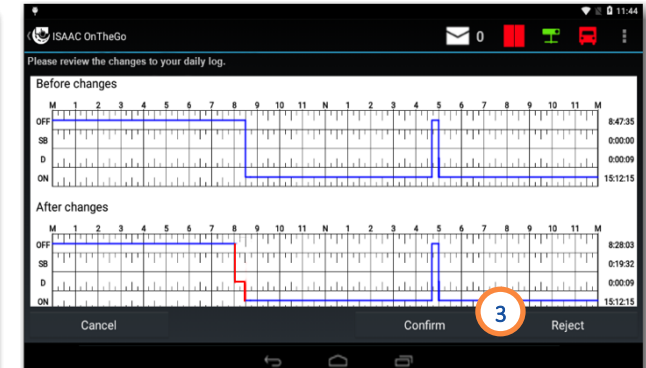 11:44
ISAAC OnTheGo 0
Please review the changes to your daily log.
Before changes
M 1 2 3 4 5 6 7 8 9 10 11 N 1 2 3 4 5 6 7 8 9 10 11 M
OFF 8:47:35
SB 0:00:00
D 0:00:09
ON 15:12:15
After changes
M 1 2 3 4 5 6 7 8 9 10 11 N 1 2 3 4 5 6 7 8 9 10 11 M
OFF 8:28:03
SB 0:19:32
D 0:00:09
ON 15:12:15
Cancel Confirm 3 Reject